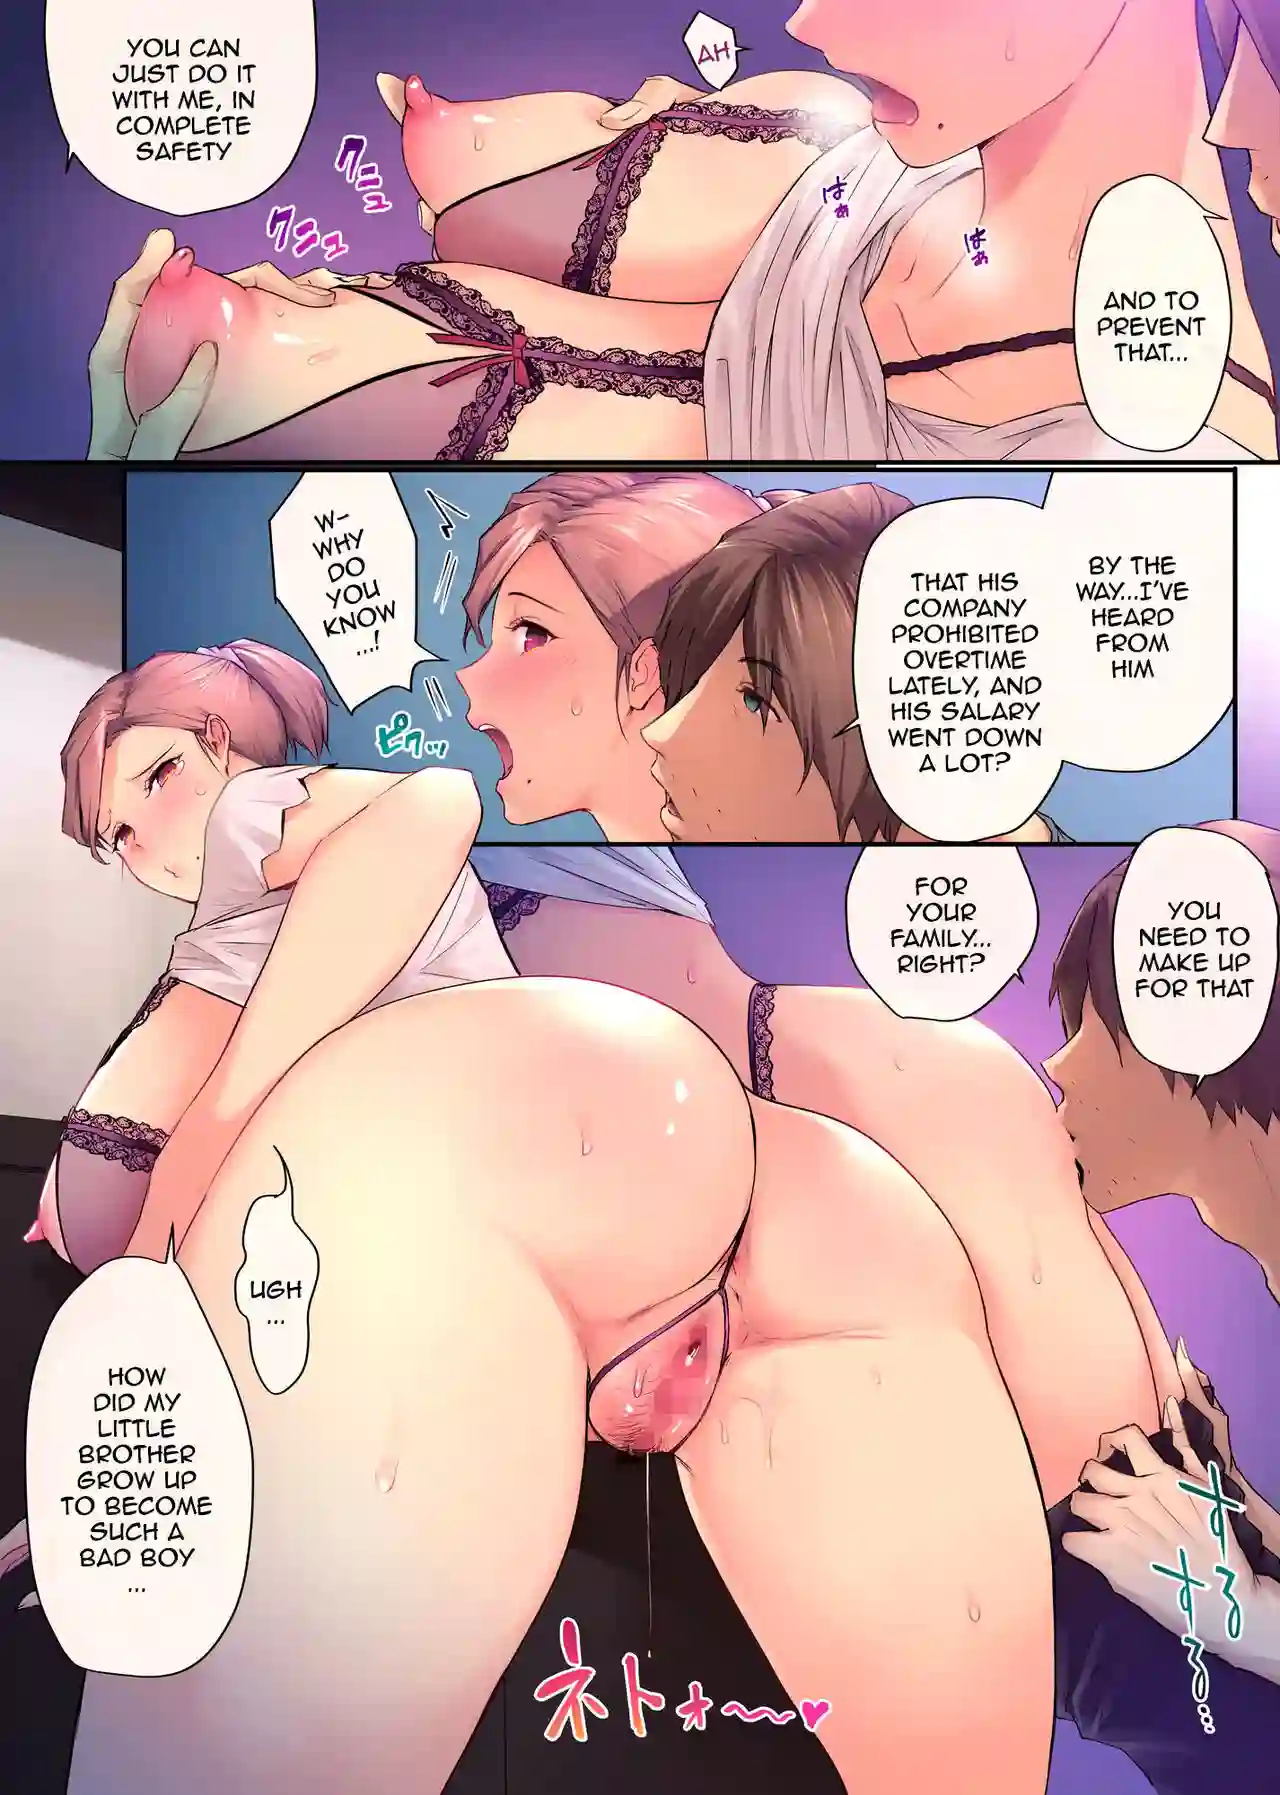 AND TO
PREVENT
THAT...
はぁ
はぁ
AH
YOU CAN
JUST DO IT
WITH ME, IN
COMPLETE
SAFETY
クニュ
クニュ
BY THE
WAY...I'VE
HEARD
FROM
HIM
THAT HIS
COMPANY
PROHIBITED
OVERTIME
LATELY, AND
HIS SALARY
WENT DOWN
A LOT?
W-
WHY
DO
YOU
KNOW
...!
ピクッッ
YOU
NEED TO
MAKE UP
FOR THAT
FOR
YOUR
FAMILY...
RIGHT?
する
する...
UGH
...
HOW
DID MY
LITTLE
BROTHER
GROW UP
TO BECOME
SUCH A
BAD BOY
...
ネトォ〜〜♥